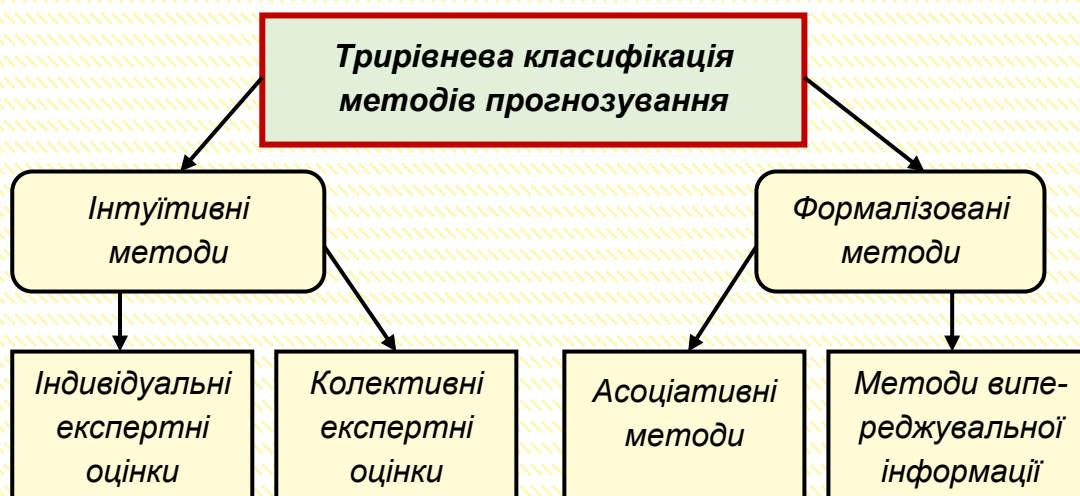 Трирівнева класифікація
методів прогнозування
Інтуїтивні
методи
Формалізовані
методи
Індивідуальні
експертні
оцінки
Колективні
експертні
оцінки
Асоціативні
методи
Методи випе-
реджувальної
інформації